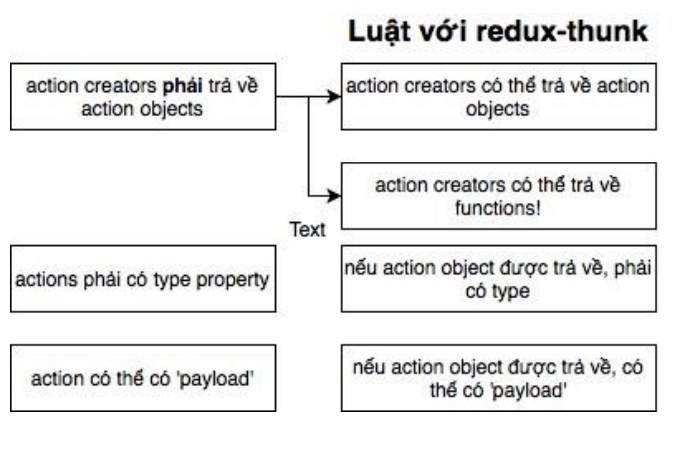 Luật với redux-thunk
action creators phải trả về
action objects
action creators có thể trả về action
objects
action creators có thể trả về
functions!
Text
actions phải có type property
nếu action object được trả về, phải
có type
action có thể có 'payload'
nếu action object được trả về, có
thể có 'payload'